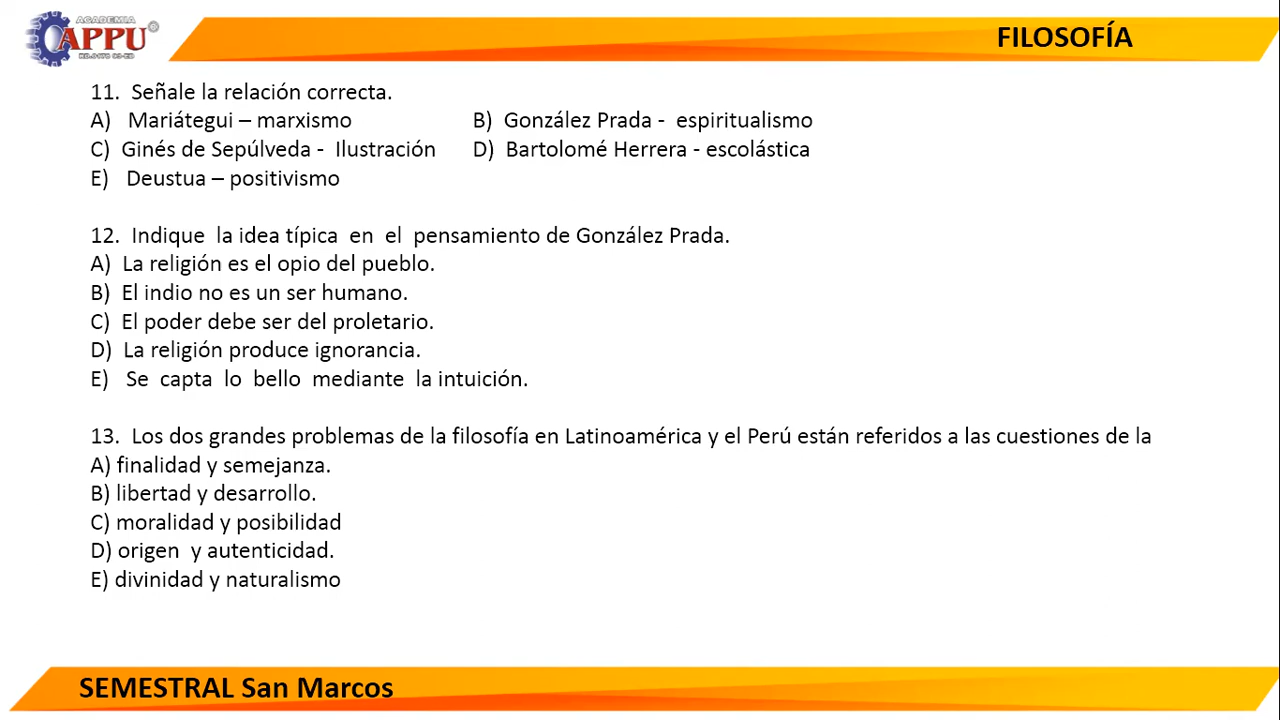 ACADEMIA
CAPPU
FILOSOFÍA
11. Señale la relación correcta.
A) Mariátegui – marxismo B) González Prada - espiritualismo
C) Ginés de Sepúlveda - Ilustración D) Bartolomé Herrera - escolástica
E) Deustua – positivismo
12. Indique la idea típica en el pensamiento de González Prada.
A) La religión es el opio del pueblo.
B) El indio no es un ser humano.
C) El poder debe ser del proletario.
D) La religión produce ignorancia.
E) Se capta lo bello mediante la intuición.
13. Los dos grandes problemas de la filosofía en Latinoamérica y el Perú están referidos a las cuestiones de la
A) finalidad y semejanza.
B) libertad y desarrollo.
C) moralidad y posibilidad
D) origen y autenticidad.
E) divinidad y naturalismo
SEMESTRAL San Marcos